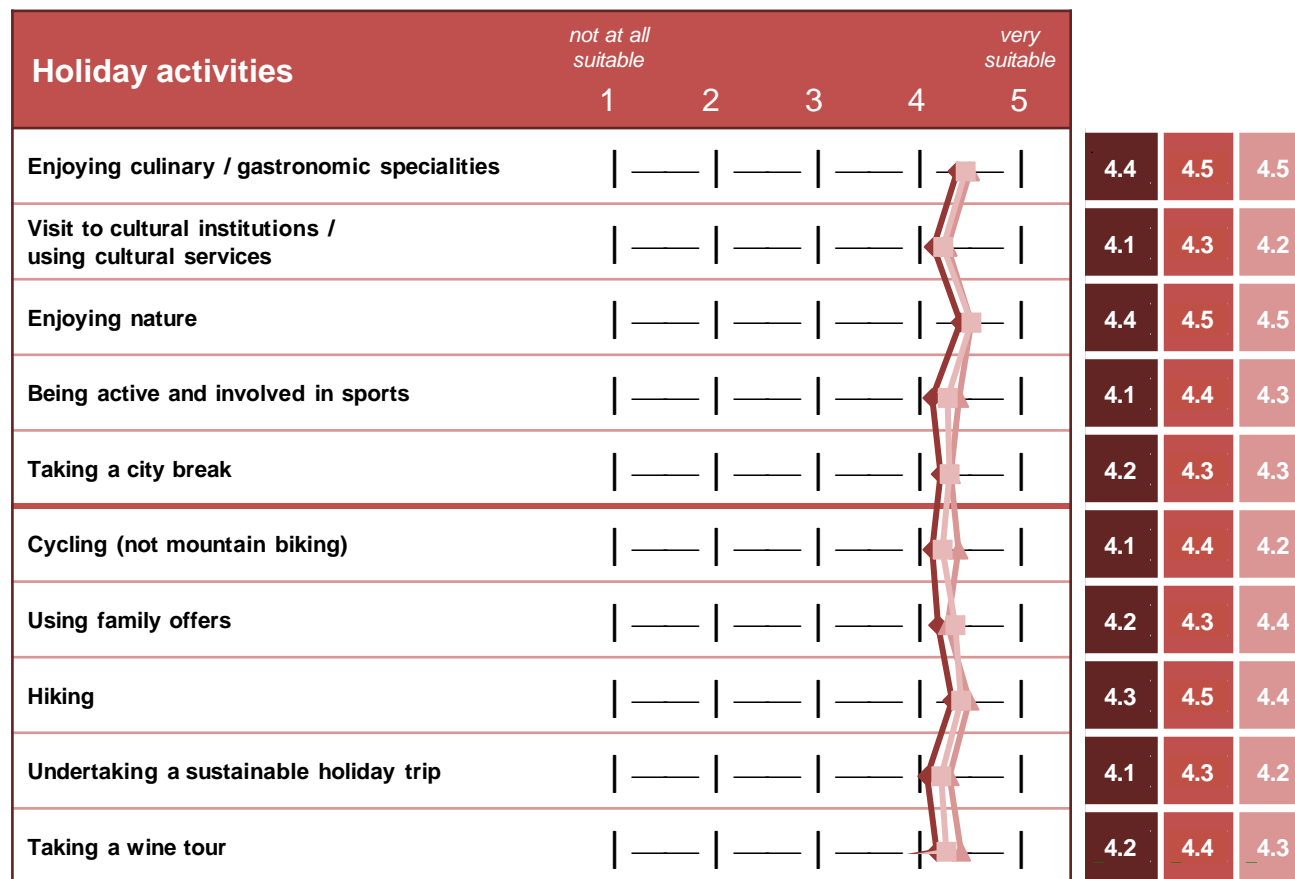 not at all
suitable
very
suitable
Holiday activities
1 2 3 4 5
Enjoying culinary / gastronomic specialities 4.4 4.5 4.5
Visit to cultural institutions /
using cultural services 4.1 4.3 4.2
Enjoying nature 4.4 4.5 4.5
Being active and involved in sports 4.1 4.4 4.3
Taking a city break 4.2 4.3 4.3
Cycling (not mountain biking) 4.1 4.4 4.2
Using family offers 4.2 4.3 4.4
Hiking 4.3 4.5 4.4
Undertaking a sustainable holiday trip 4.1 4.3 4.2
Taking a wine tour 4.2 4.4 4.3